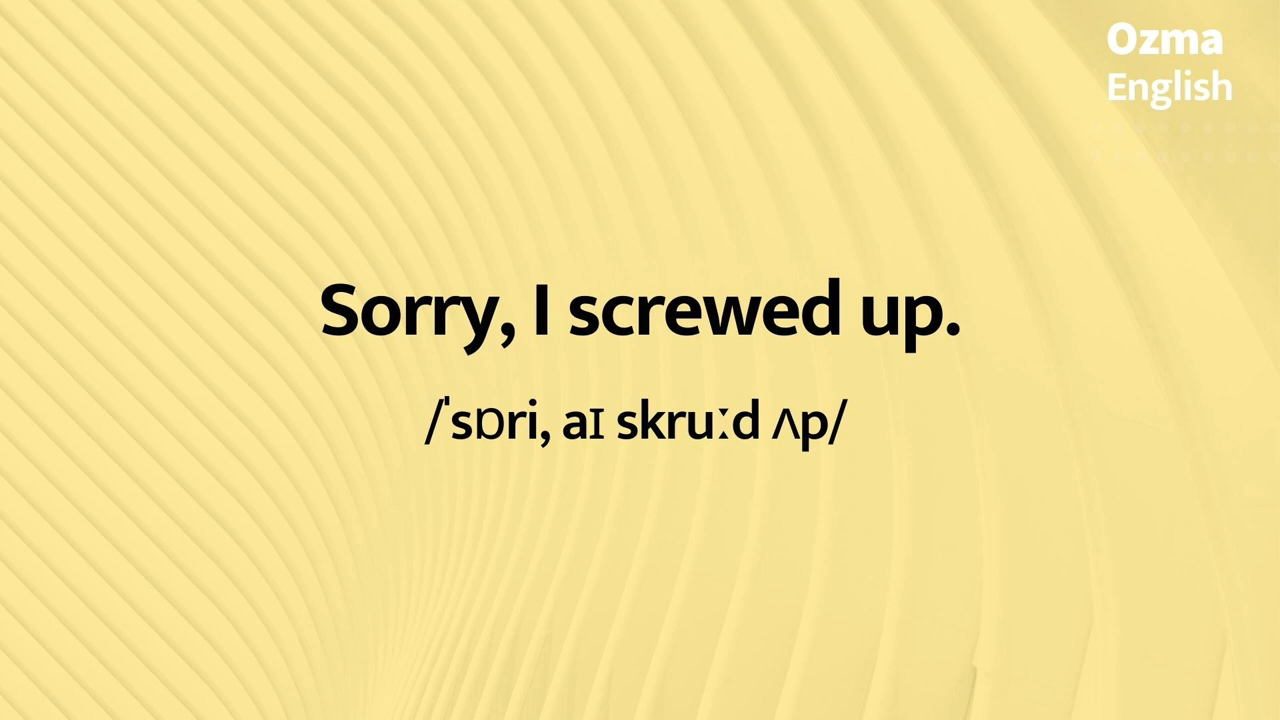 Ozma
English
Sorry, I screwed up.
/ˈsɒri, aɪ skruːd ʌp/